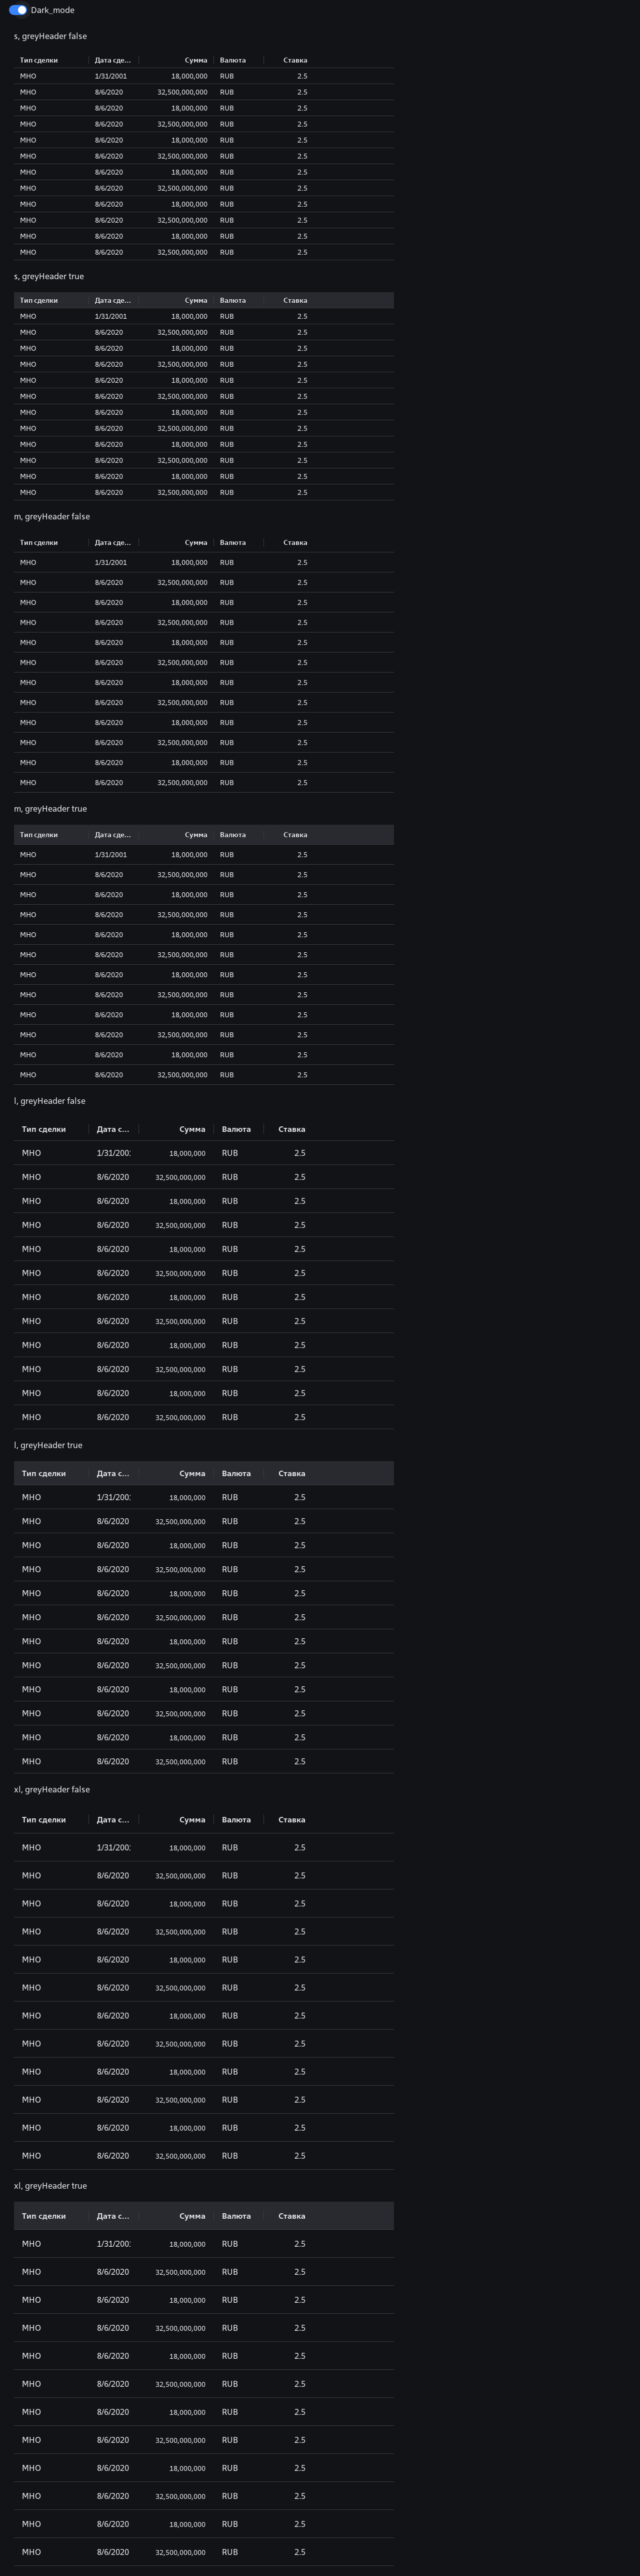 Dark_mode
s, greyHeader false
Тип сделки Дата сде... Сумма Валюта Ставка
МНО 1/31/2001 18,000,000 RUB 2.5
МНО 8/6/2020 32,500,000,000 RUB 2.5
МНО 8/6/2020 18,000,000 RUB 2.5
МНО 8/6/2020 32,500,000,000 RUB 2.5
МНО 8/6/2020 18,000,000 RUB 2.5
МНО 8/6/2020 32,500,000,000 RUB 2.5
МНО 8/6/2020 18,000,000 RUB 2.5
МНО 8/6/2020 32,500,000,000 RUB 2.5
МНО 8/6/2020 18,000,000 RUB 2.5
МНО 8/6/2020 32,500,000,000 RUB 2.5
МНО 8/6/2020 18,000,000 RUB 2.5
МНО 8/6/2020 32,500,000,000 RUB 2.5
s, greyHeader true
Тип сделки Дата сде... Сумма Валюта Ставка
МНО 1/31/2001 18,000,000 RUB 2.5
МНО 8/6/2020 32,500,000,000 RUB 2.5
МНО 8/6/2020 18,000,000 RUB 2.5
МНО 8/6/2020 32,500,000,000 RUB 2.5
МНО 8/6/2020 18,000,000 RUB 2.5
МНО 8/6/2020 32,500,000,000 RUB 2.5
МНО 8/6/2020 18,000,000 RUB 2.5
МНО 8/6/2020 32,500,000,000 RUB 2.5
МНО 8/6/2020 18,000,000 RUB 2.5
МНО 8/6/2020 32,500,000,000 RUB 2.5
МНО 8/6/2020 18,000,000 RUB 2.5
МНО 8/6/2020 32,500,000,000 RUB 2.5
m, greyHeader false
Тип сделки Дата сде... Сумма Валюта Ставка
МНО 1/31/2001 18,000,000 RUB 2.5
МНО 8/6/2020 32,500,000,000 RUB 2.5
МНО 8/6/2020 18,000,000 RUB 2.5
МНО 8/6/2020 32,500,000,000 RUB 2.5
МНО 8/6/2020 18,000,000 RUB 2.5
МНО 8/6/2020 32,500,000,000 RUB 2.5
МНО 8/6/2020 18,000,000 RUB 2.5
МНО 8/6/2020 32,500,000,000 RUB 2.5
МНО 8/6/2020 18,000,000 RUB 2.5
МНО 8/6/2020 32,500,000,000 RUB 2.5
МНО 8/6/2020 18,000,000 RUB 2.5
МНО 8/6/2020 32,500,000,000 RUB 2.5
m, greyHeader true
Тип сделки Дата сде... Сумма Валюта Ставка
МНО 1/31/2001 18,000,000 RUB 2.5
МНО 8/6/2020 32,500,000,000 RUB 2.5
МНО 8/6/2020 18,000,000 RUB 2.5
МНО 8/6/2020 32,500,000,000 RUB 2.5
МНО 8/6/2020 18,000,000 RUB 2.5
МНО 8/6/2020 32,500,000,000 RUB 2.5
МНО 8/6/2020 18,000,000 RUB 2.5
МНО 8/6/2020 32,500,000,000 RUB 2.5
МНО 8/6/2020 18,000,000 RUB 2.5
МНО 8/6/2020 32,500,000,000 RUB 2.5
МНО 8/6/2020 18,000,000 RUB 2.5
МНО 8/6/2020 32,500,000,000 RUB 2.5
l, greyHeader false
Тип сделки Дата с... Сумма Валюта Ставка
МНО 1/31/200 18,000,000 RUB 2.5
МНО 8/6/2020 32,500,000,000 RUB 2.5
МНО 8/6/2020 18,000,000 RUB 2.5
МНО 8/6/2020 32,500,000,000 RUB 2.5
МНО 8/6/2020 18,000,000 RUB 2.5
МНО 8/6/2020 32,500,000,000 RUB 2.5
МНО 8/6/2020 18,000,000 RUB 2.5
МНО 8/6/2020 32,500,000,000 RUB 2.5
МНО 8/6/2020 18,000,000 RUB 2.5
МНО 8/6/2020 32,500,000,000 RUB 2.5
МНО 8/6/2020 18,000,000 RUB 2.5
МНО 8/6/2020 32,500,000,000 RUB 2.5
l, greyHeader true
Тип сделки Дата с... Сумма Валюта Ставка
МНО 1/31/200 18,000,000 RUB 2.5
МНО 8/6/2020 32,500,000,000 RUB 2.5
МНО 8/6/2020 18,000,000 RUB 2.5
МНО 8/6/2020 32,500,000,000 RUB 2.5
МНО 8/6/2020 18,000,000 RUB 2.5
МНО 8/6/2020 32,500,000,000 RUB 2.5
МНО 8/6/2020 18,000,000 RUB 2.5
МНО 8/6/2020 32,500,000,000 RUB 2.5
МНО 8/6/2020 18,000,000 RUB 2.5
МНО 8/6/2020 32,500,000,000 RUB 2.5
МНО 8/6/2020 18,000,000 RUB 2.5
МНО 8/6/2020 32,500,000,000 RUB 2.5
xl, greyHeader false
Тип сделки Дата с... Сумма Валюта Ставка
МНО 1/31/200 18,000,000 RUB 2.5
МНО 8/6/2020 32,500,000,000 RUB 2.5
МНО 8/6/2020 18,000,000 RUB 2.5
МНО 8/6/2020 32,500,000,000 RUB 2.5
МНО 8/6/2020 18,000,000 RUB 2.5
МНО 8/6/2020 32,500,000,000 RUB 2.5
МНО 8/6/2020 18,000,000 RUB 2.5
МНО 8/6/2020 32,500,000,000 RUB 2.5
МНО 8/6/2020 18,000,000 RUB 2.5
МНО 8/6/2020 32,500,000,000 RUB 2.5
МНО 8/6/2020 18,000,000 RUB 2.5
МНО 8/6/2020 32,500,000,000 RUB 2.5
xl, greyHeader true
Тип сделки Дата с... Сумма Валюта Ставка
МНО 1/31/200 18,000,000 RUB 2.5
МНО 8/6/2020 32,500,000,000 RUB 2.5
МНО 8/6/2020 18,000,000 RUB 2.5
МНО 8/6/2020 32,500,000,000 RUB 2.5
МНО 8/6/2020 18,000,000 RUB 2.5
МНО 8/6/2020 32,500,000,000 RUB 2.5
МНО 8/6/2020 18,000,000 RUB 2.5
МНО 8/6/2020 32,500,000,000 RUB 2.5
МНО 8/6/2020 18,000,000 RUB 2.5
МНО 8/6/2020 32,500,000,000 RUB 2.5
МНО 8/6/2020 18,000,000 RUB 2.5
МНО 8/6/2020 32,500,000,000 RUB 2.5